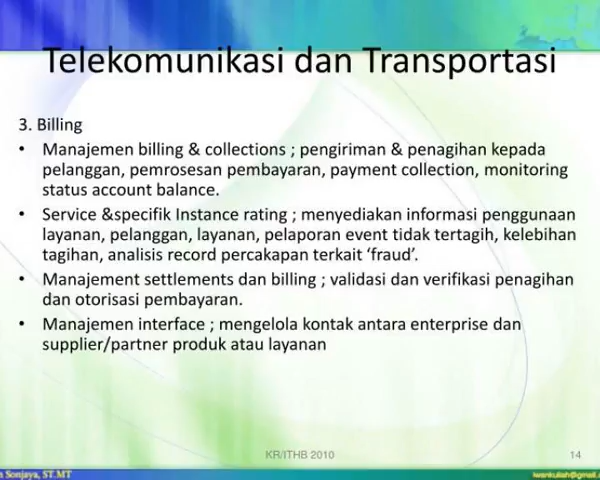 Telekomunikasi dan Transportasi
3. Billing
• Manajemen billing & collections ; pengiriman & penagihan kepada
pelanggan, pemrosesan pembayaran, payment collection, monitoring
status account balance.
• Service &spesifik Instance rating ; menyediakan informasi penggunaan
layanan, pelanggan, layanan, pelaporan event tidak tertagih, kelebihan
tagihan, analisis record percakapan terkait ‘fraud’.
• Manajement settlements dan billing ; validasi dan verifikasi penagihan
dan otorisasi pembayaran.
• Manajemen interface ; mengelola kontak antara enterprise dan
supplier/partner produk atau layanan
KR/ITHB 2010
14
Sonjaya, ST.MT
iwankuliah@gmail.